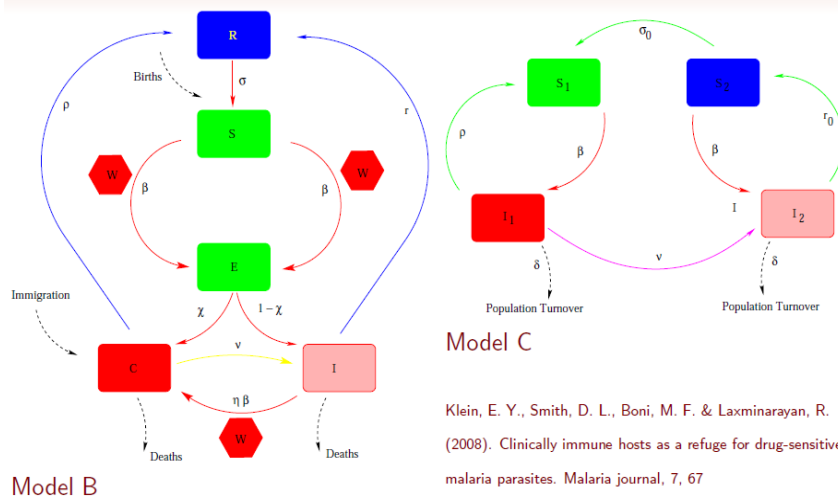 R
Births
σ
ρ
r
S
W
W
β
β
E
Immigration
χ
1 − χ
C
ν
I
η β
W
Deaths
Deaths
Model B
σ₀
S₁
S₂
ρ
β
β
r₀
I₁
I
I₂
ν
δ
δ
Population Turnover
Population Turnover
Model C
Klein, E. Y., Smith, D. L., Boni, M. F. & Laxminarayan, R.
(2008). Clinically immune hosts as a refuge for drug-sensitive
malaria parasites. Malaria journal, 7, 67